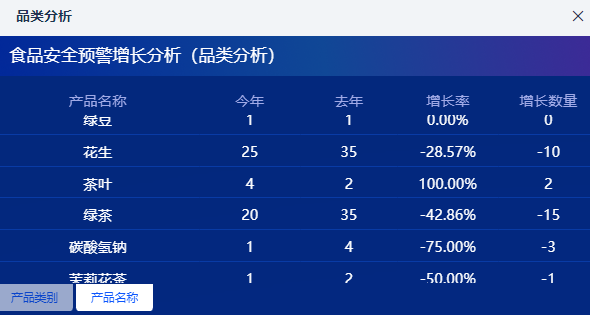 品类分析
食品安全预警增长分析（品类分析）
产品名称 今年 去年 增长率 增长数量
绿豆 1 1 0.00% 0
花生 25 35 -28.57% -10
茶叶 4 2 100.00% 2
绿茶 20 35 -42.86% -15
碳酸氢钠 1 4 -75.00% -3
茉莉花茶 1 2 -50.00% -1
产品类别 产品名称